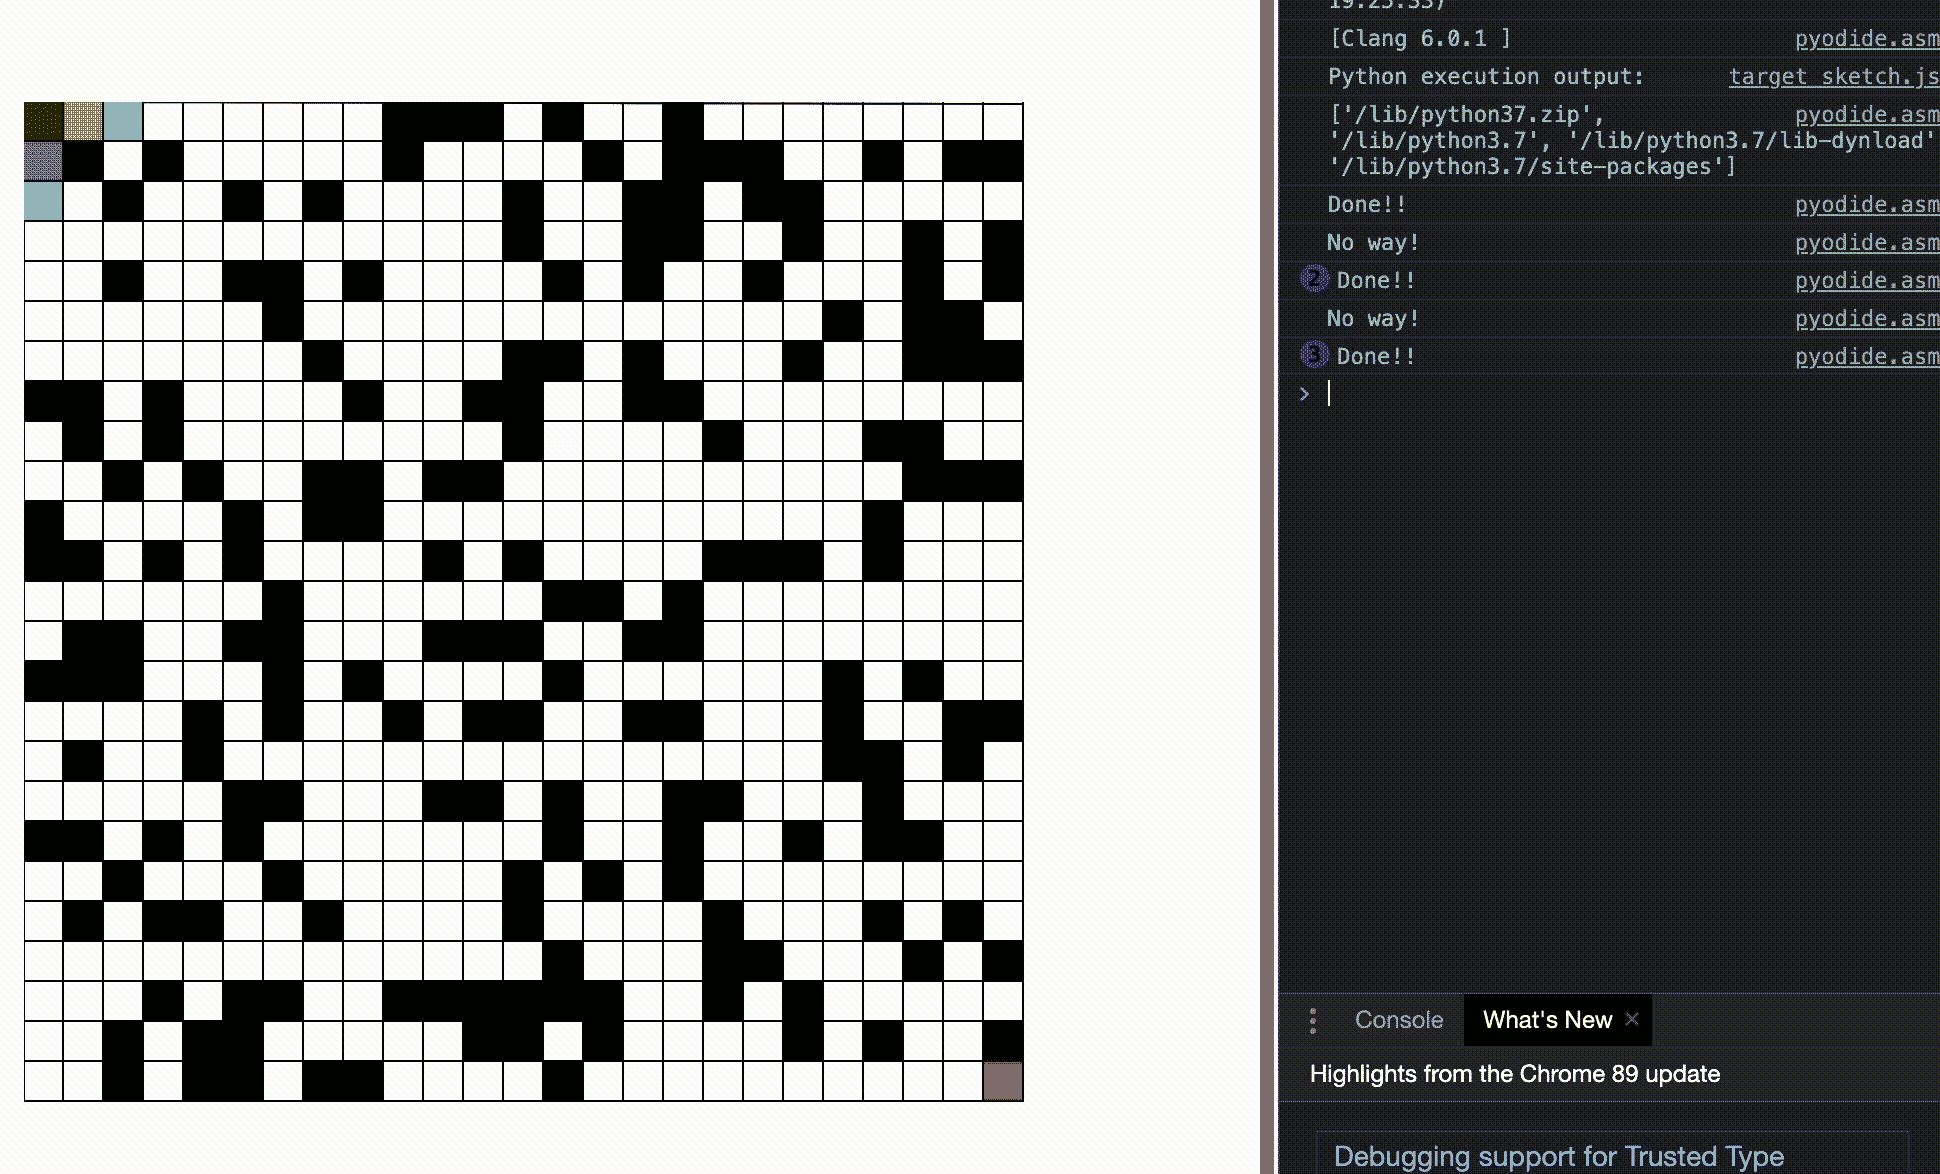 19:25:33)
[Clang 6.0.1 ] pyodide.asm
Python execution output: target sketch.js
['/lib/python37.zip', pyodide.asm
'/lib/python3.7', '/lib/python3.7/lib-dynload'
'/lib/python3.7/site-packages']
Done!! pyodide.asm
No way! pyodide.asm
2 Done!! pyodide.asm
No way! pyodide.asm
3 Done!! pyodide.asm
>
Console What's New ×
Highlights from the Chrome 89 update
Debugging support for Trusted Type